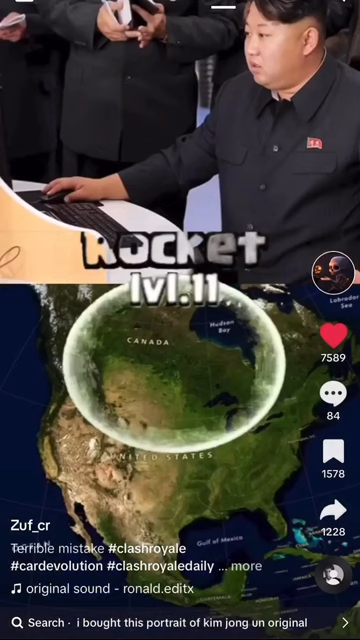 Rocket
lvl.11..
Labrador
Sea
Hudson
Bay
CANADA
7589
84
UNITED STATES
1578
Zuf_cr
Gulf of Mexico
1228
Terrible mistake #clashroyale
#cardevolution #clashroyaledaily ... more
♫ original sound - ronald.editx
GUATEMALA
Search · i bought this portrait of kim jong un original